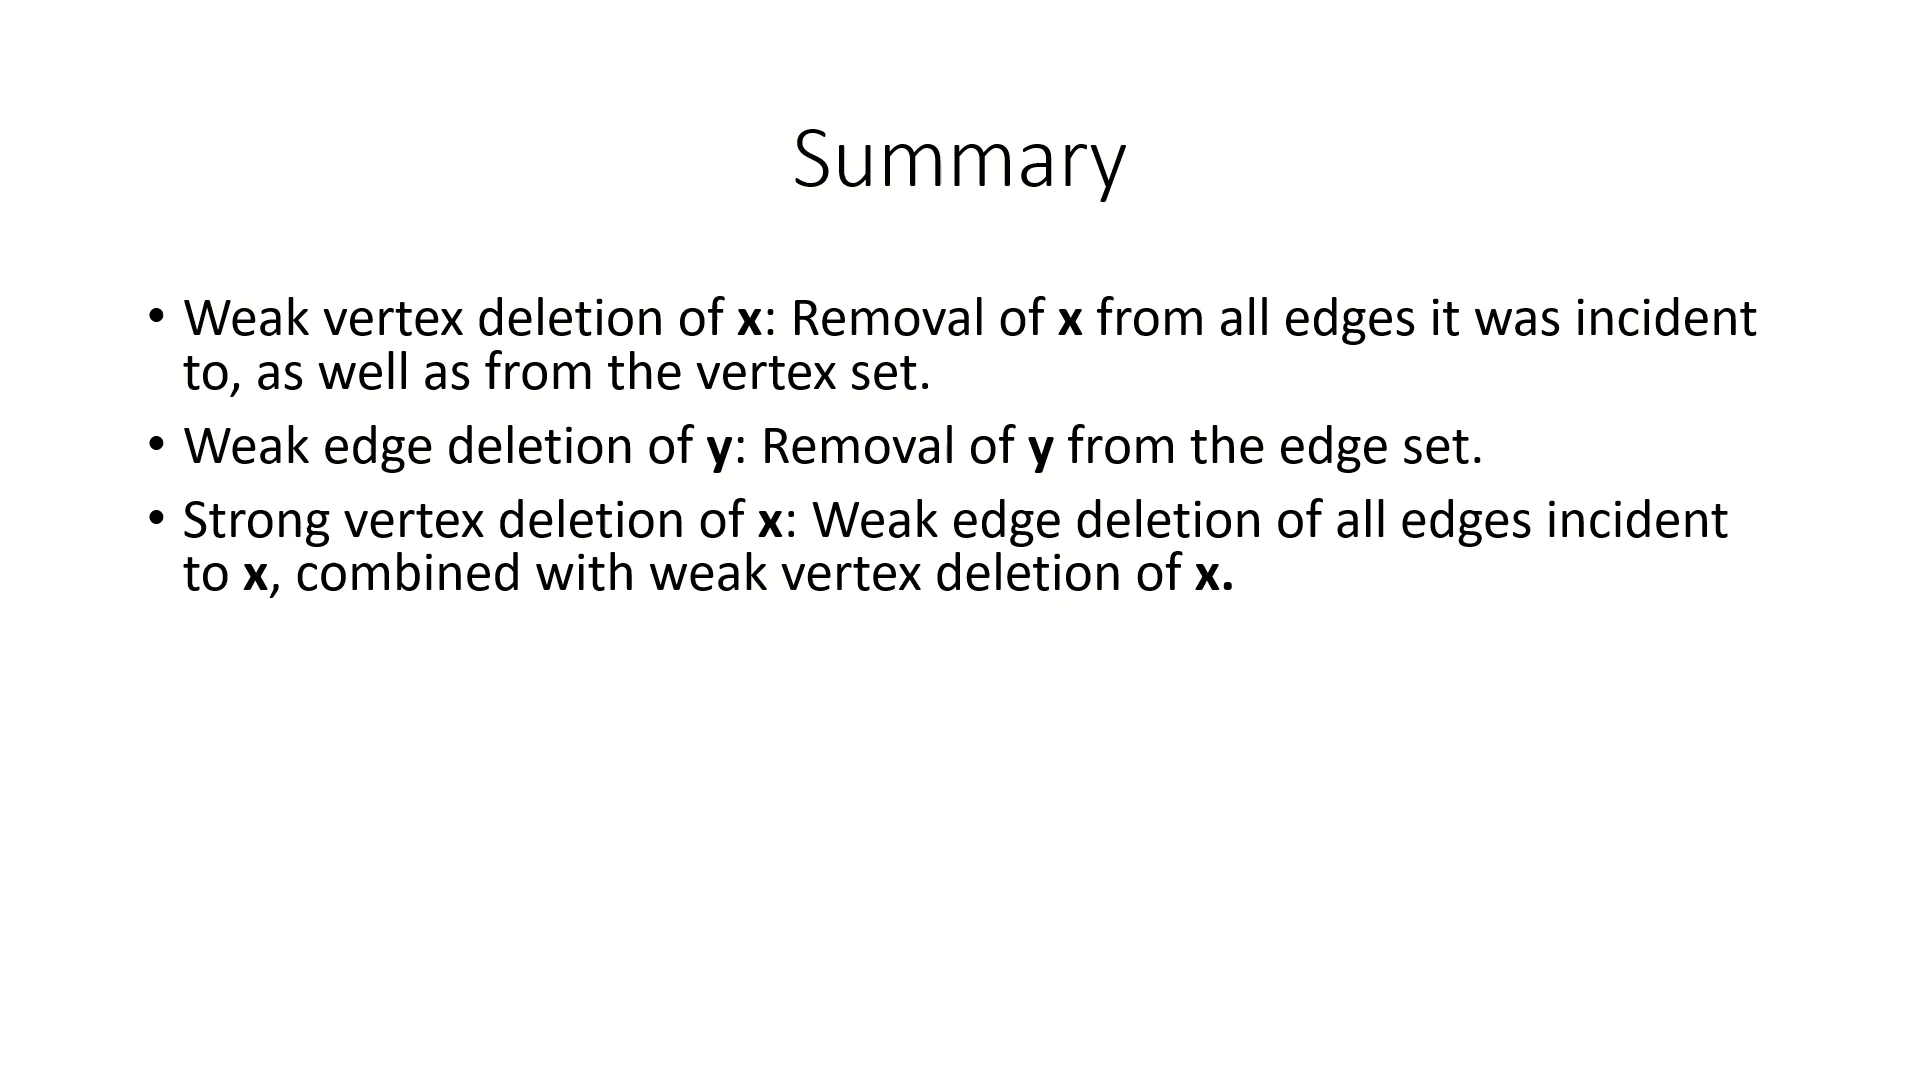 Summary
• Weak vertex deletion of x: Removal of x from all edges it was incident
to, as well as from the vertex set.
• Weak edge deletion of y: Removal of y from the edge set.
• Strong vertex deletion of x: Weak edge deletion of all edges incident
to x, combined with weak vertex deletion of x.